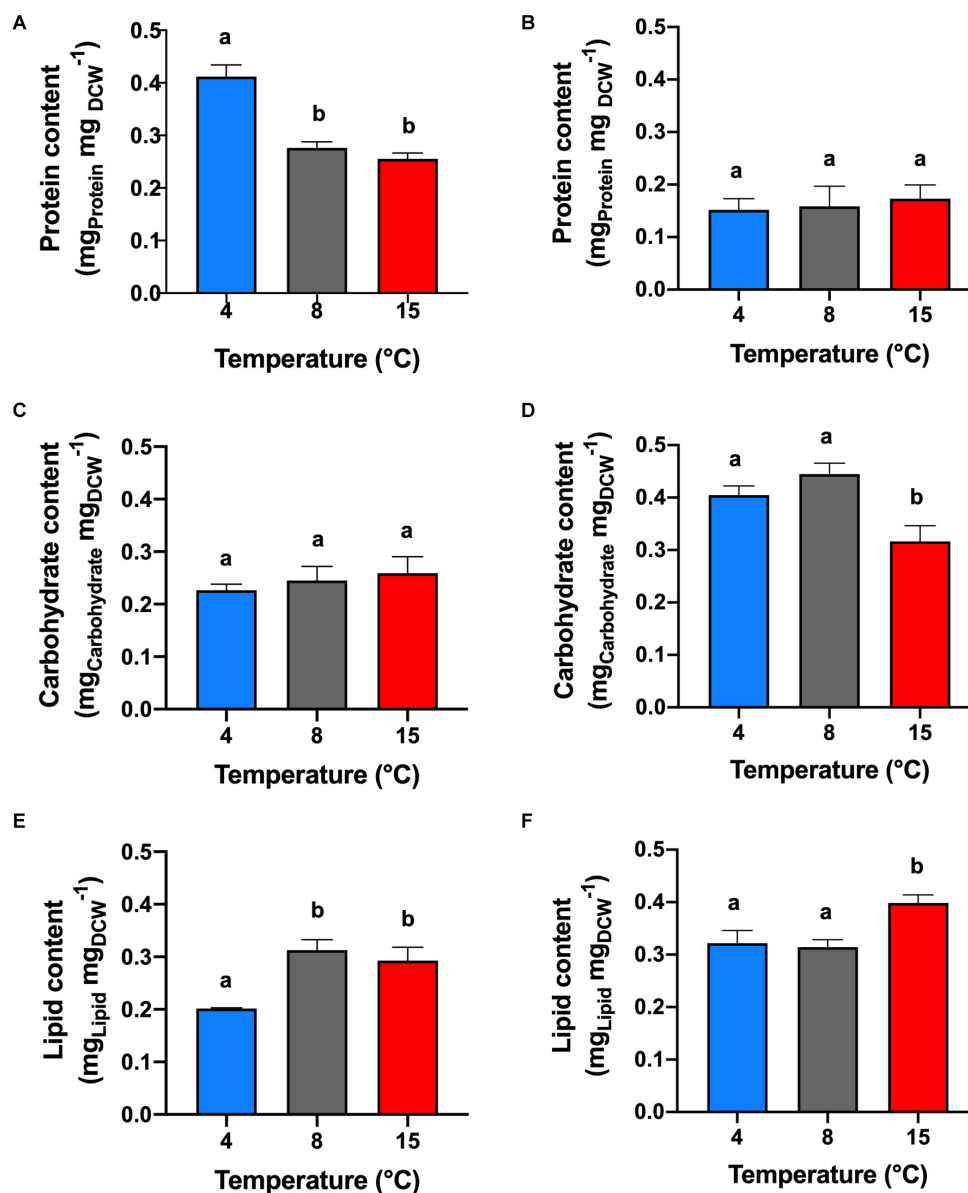 A
Protein content
(mgProtein mg DCW-1)
0.5
0.4
0.3
0.2
0.1
0.0
a
b
b
4
8
15
Temperature (°C)
B
Protein content
(mgProtein mg DCW-1)
0.5
0.4
0.3
0.2
0.1
0.0
a
a
a
4
8
15
Temperature (°C)
C
Carbohydrate content
(mgCarbohydrate mgDCW-1)
0.5
0.4
0.3
0.2
0.1
0.0
a
a
a
4
8
15
Temperature (°C)
D
Carbohydrate content
(mgCarbohydrate mgDCW-1)
0.5
0.4
0.3
0.2
0.1
0.0
a
a
b
4
8
15
Temperature (°C)
E
Lipid content
(mgLipid mgDCW-1)
0.5
0.4
0.3
0.2
0.1
0.0
a
b
b
4
8
15
Temperature (°C)
F
Lipid content
(mgLipid mgDCW-1)
0.5
0.4
0.3
0.2
0.1
0.0
a
a
b
4
8
15
Temperature (°C)